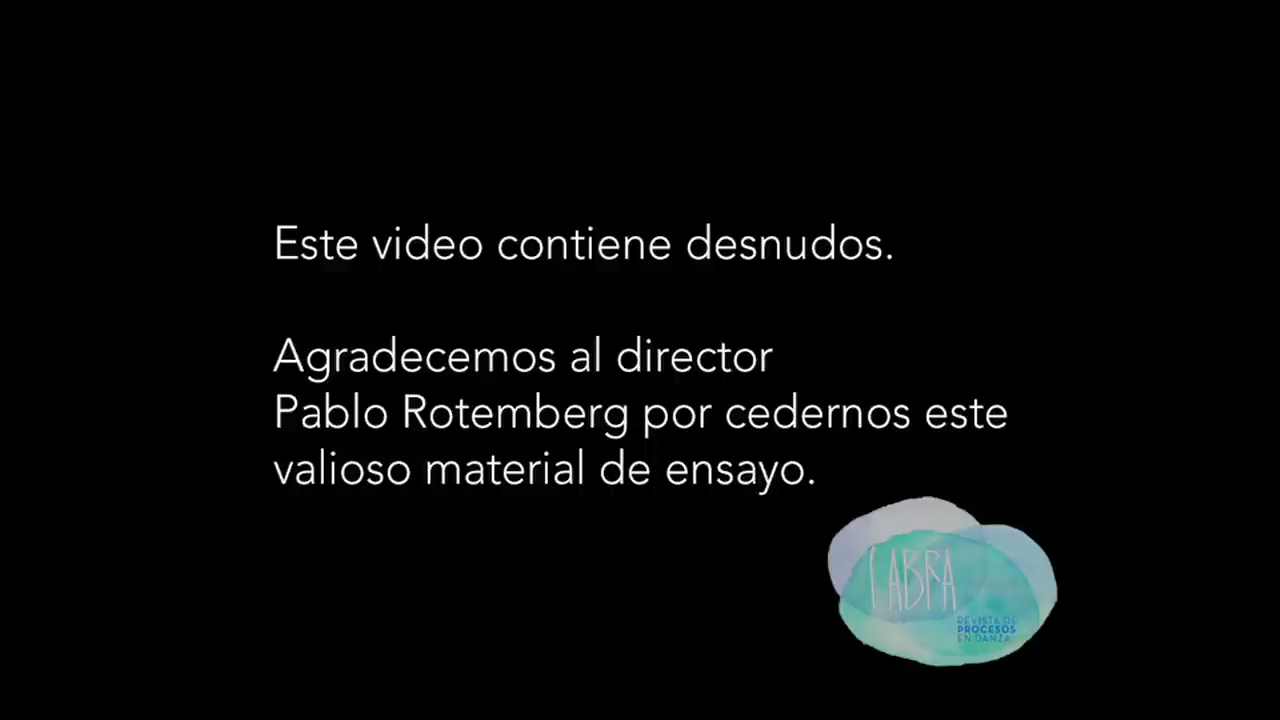 Este video contiene desnudos.
Agradecemos al director
Pablo Rotemberg por cedernos este
valioso material de ensayo.
LABRA
REVISTA DE
PROCESOS
EN DANZA